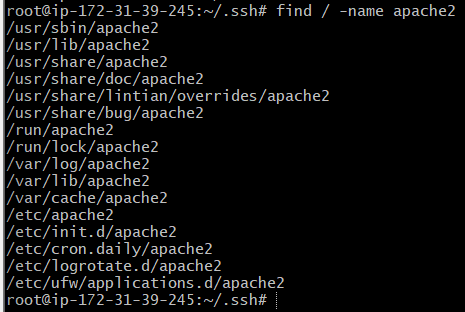 root@ip-172-31-39-245:~/.ssh# find / -name apache2
/usr/sbin/apache2
/usr/lib/apache2
/usr/share/apache2
/usr/share/doc/apache2
/usr/share/lintian/overrides/apache2
/usr/share/bug/apache2
/run/apache2
/run/lock/apache2
/var/log/apache2
/var/lib/apache2
/var/cache/apache2
/etc/apache2
/etc/init.d/apache2
/etc/cron.daily/apache2
/etc/logrotate.d/apache2
/etc/ufw/applications.d/apache2
root@ip-172-31-39-245:~/.ssh#